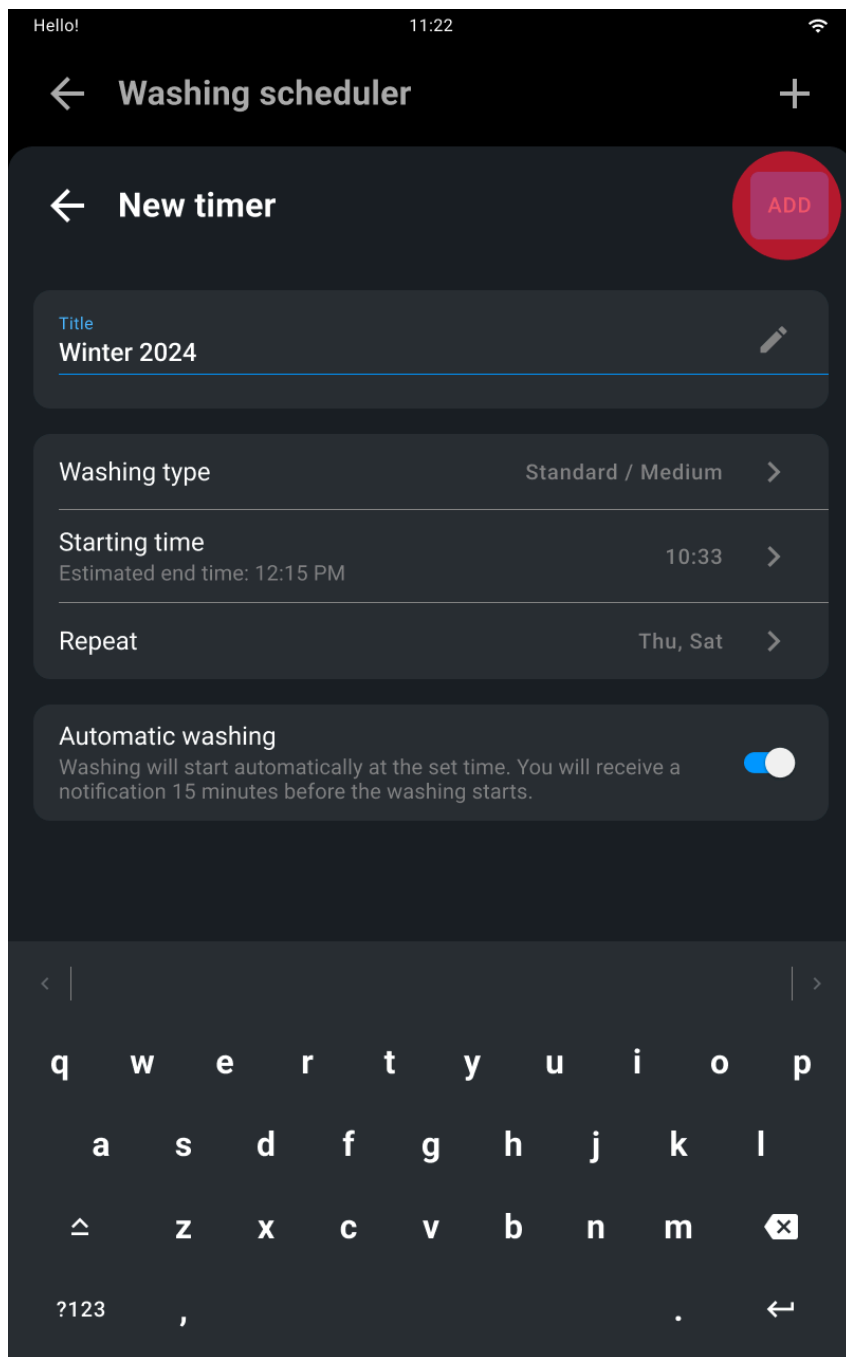 Hello! 11:22
Washing scheduler
New timer ADD
Title
Winter 2024
Washing type Standard / Medium
Starting time 10:33
Estimated end time: 12:15 PM
Repeat Thu, Sat
Automatic washing
Washing will start automatically at the set time. You will receive a
notification 15 minutes before the washing starts.
q w e r t y u i o p
a s d f g h j k l
z x c v b n m
?123 , .